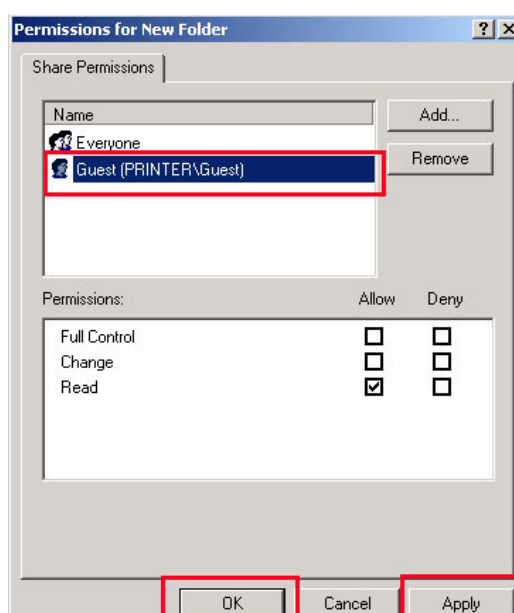 Permissions for New Folder
Share Permissions
Name
Add...
Everyone
Remove
Guest (PRINTER\Guest)
Permissions: Allow Deny
Full Control
Change
Read
OK Cancel Apply